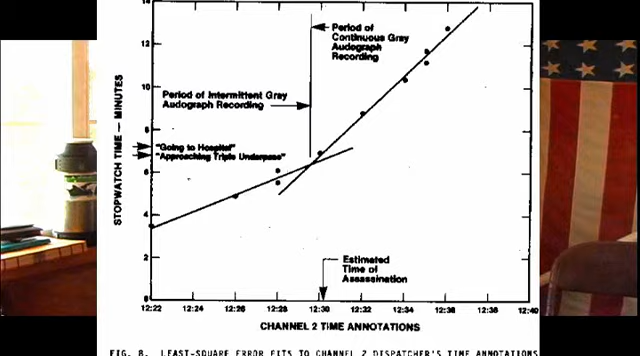 14
12
10
8
6
4
2
0
STOPWATCH TIME — MINUTES
Period of
Continuous Gray
Audograph
Recording
Period of Intermittent Gray
Audograph Recording
"Going to Hospital"
"Approaching Triple Underpass"
Estimated
Time of
Assassination
12:22 12:24 12:26 12:28 12:30 12:32 12:34 12:36 12:38 12:40
CHANNEL 2 TIME ANNOTATIONS
FIG. 8. LEAST-SQUARE ERROR FITS TO CHANNEL 2 DISPATCHER'S TIME ANNOTATIONS